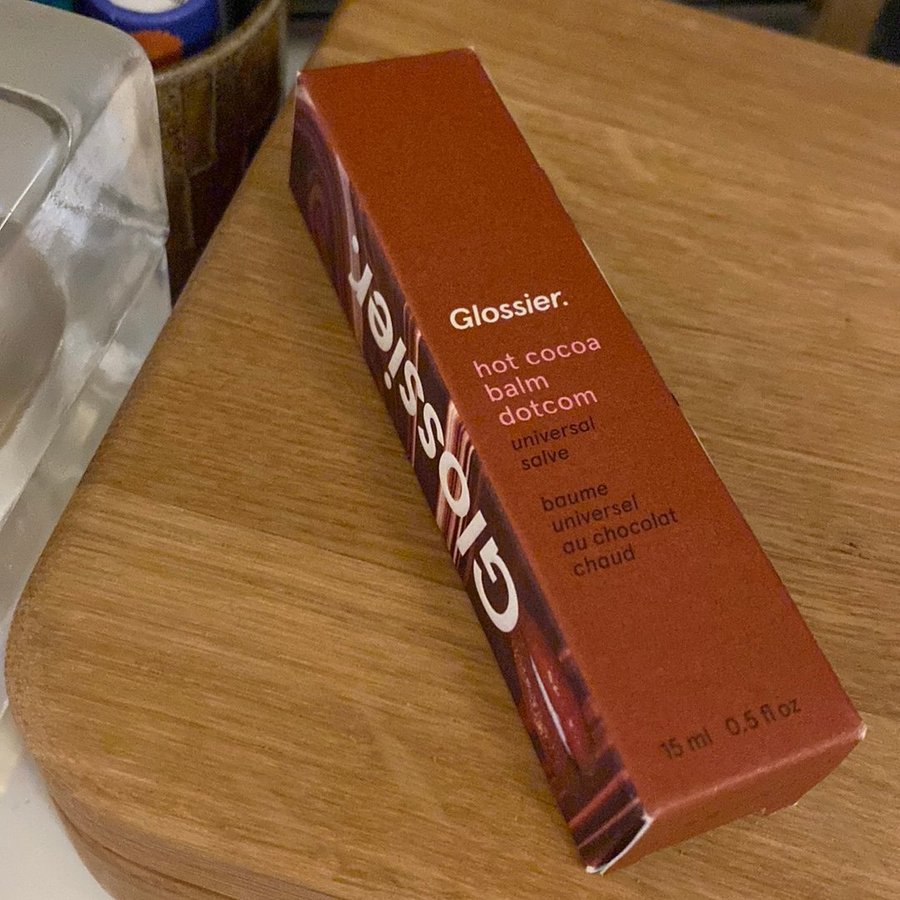 Glossier.
hot cocoa
balm
dotcom
universal
salve
baume
universel
au chocolat
chaud
15 ml 0.5 fl oz
Glossier.